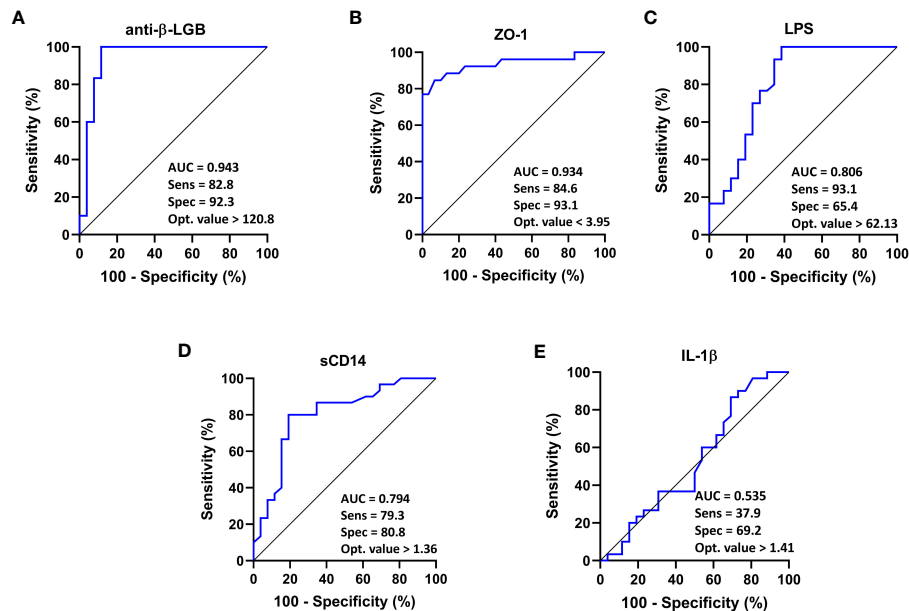 A
anti-β-LGB
100
80
60
40
20
0
0 20 40 60 80 100
Sensitivity (%)
100 - Specificity (%)
AUC = 0.943
Sens = 82.8
Spec = 92.3
Opt. value > 120.8
B
ZO-1
100
80
60
40
20
0
0 20 40 60 80 100
Sensitivity (%)
100 - Specificity (%)
AUC = 0.934
Sens = 84.6
Spec = 93.1
Opt. value < 3.95
C
LPS
100
80
60
40
20
0
0 20 40 60 80 100
Sensitivity (%)
100 - Specificity (%)
AUC = 0.806
Sens = 93.1
Spec = 65.4
Opt. value > 62.13
D
sCD14
100
80
60
40
20
0
0 20 40 60 80 100
Sensitivity (%)
100 - Specificity (%)
AUC = 0.794
Sens = 79.3
Spec = 80.8
Opt. value > 1.36
E
IL-1β
100
80
60
40
20
0
0 20 40 60 80 100
Sensitivity (%)
100 - Specificity (%)
AUC = 0.535
Sens = 37.9
Spec = 69.2
Opt. value > 1.41